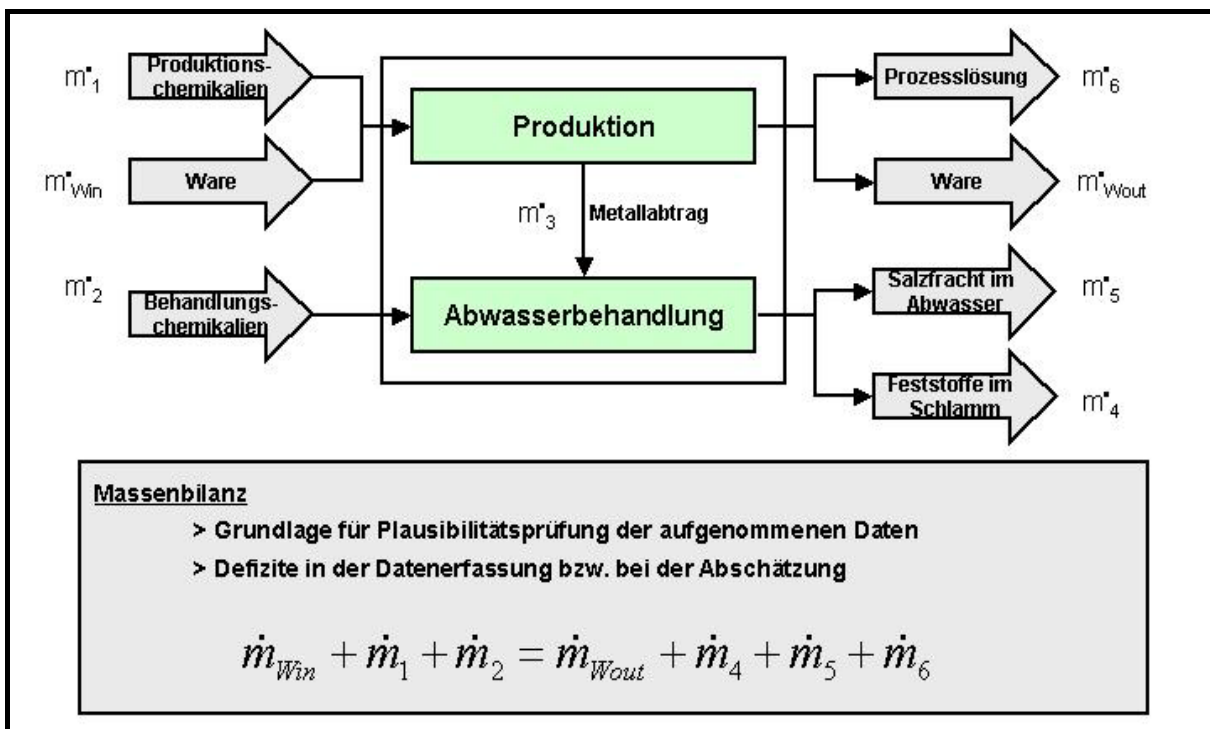 Produktions-
chemikalien
m•1
Ware
m•Win
Behandlungs-
chemikalien
m•2
Produktion
m•3 Metallabtrag
Abwasserbehandlung
Prozesslösung
m•6
Ware
m•Wout
Salzfracht im
Abwasser
m•5
Feststoffe im
Schlamm
m•4
Massenbilanz
> Grundlage für Plausibilitätsprüfung der aufgenommenen Daten
> Defizite in der Datenerfassung bzw. bei der Abschätzung
ṁWin + ṁ1 + ṁ2 = ṁWout + ṁ4 + ṁ5 + ṁ6